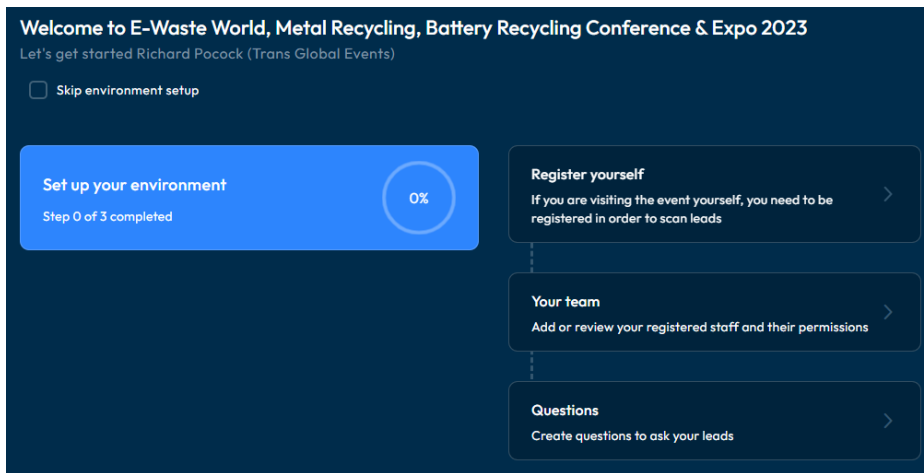 Welcome to E-Waste World, Metal Recycling, Battery Recycling Conference & Expo 2023
Let's get started Richard Pocock (Trans Global Events)
Skip environment setup
Set up your environment
Step 0 of 3 completed
0%
Register yourself
If you are visiting the event yourself, you need to be
registered in order to scan leads
Your team
Add or review your registered staff and their permissions
Questions
Create questions to ask your leads